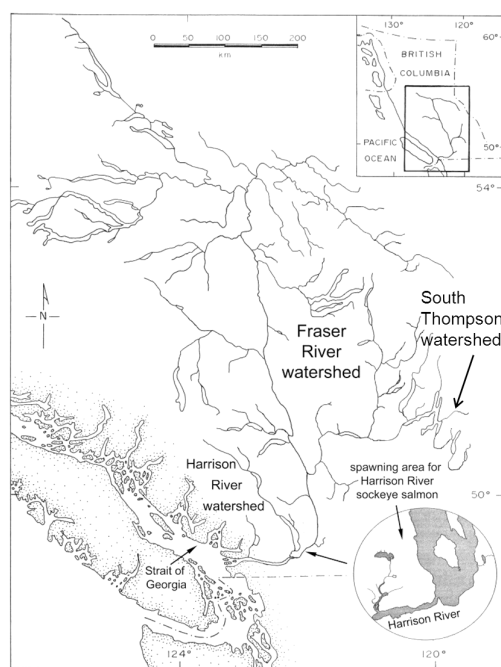 130°
120°
60°
0 50 100 150 200
KM
BRITISH
COLUMBIA
PACIFIC
OCEAN
50°
54°
N
South
Thompson
watershed
Fraser
River
watershed
Harrison
River
watershed
spawning area for
Harrison River
sockeye salmon
50°
Strait of
Georgia
Harrison River
124°
120°